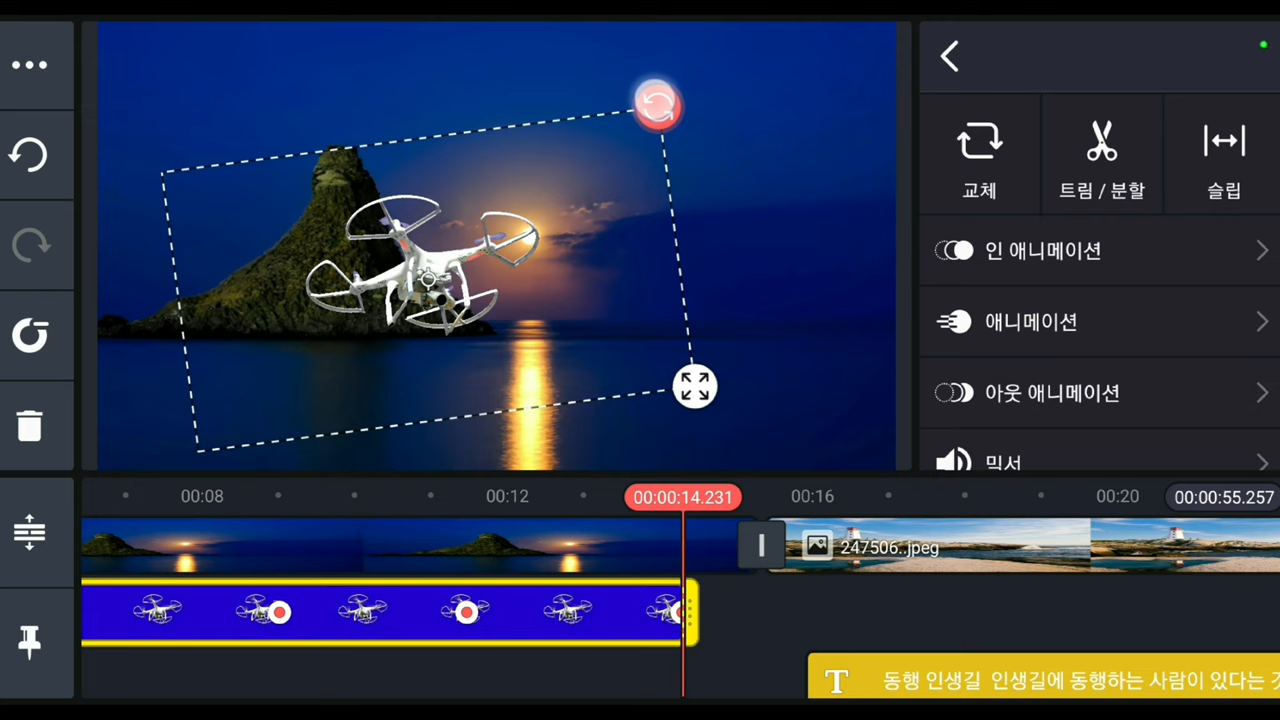 교체
트림 / 분할
슬립
인 애니메이션
애니메이션
아웃 애니메이션
믹서
00:08
00:12
00:00:14.231
00:16
00:20
00:00:55.257
247506..jpeg
T 동행 인생길 인생길에 동행하는 사람이 있다는